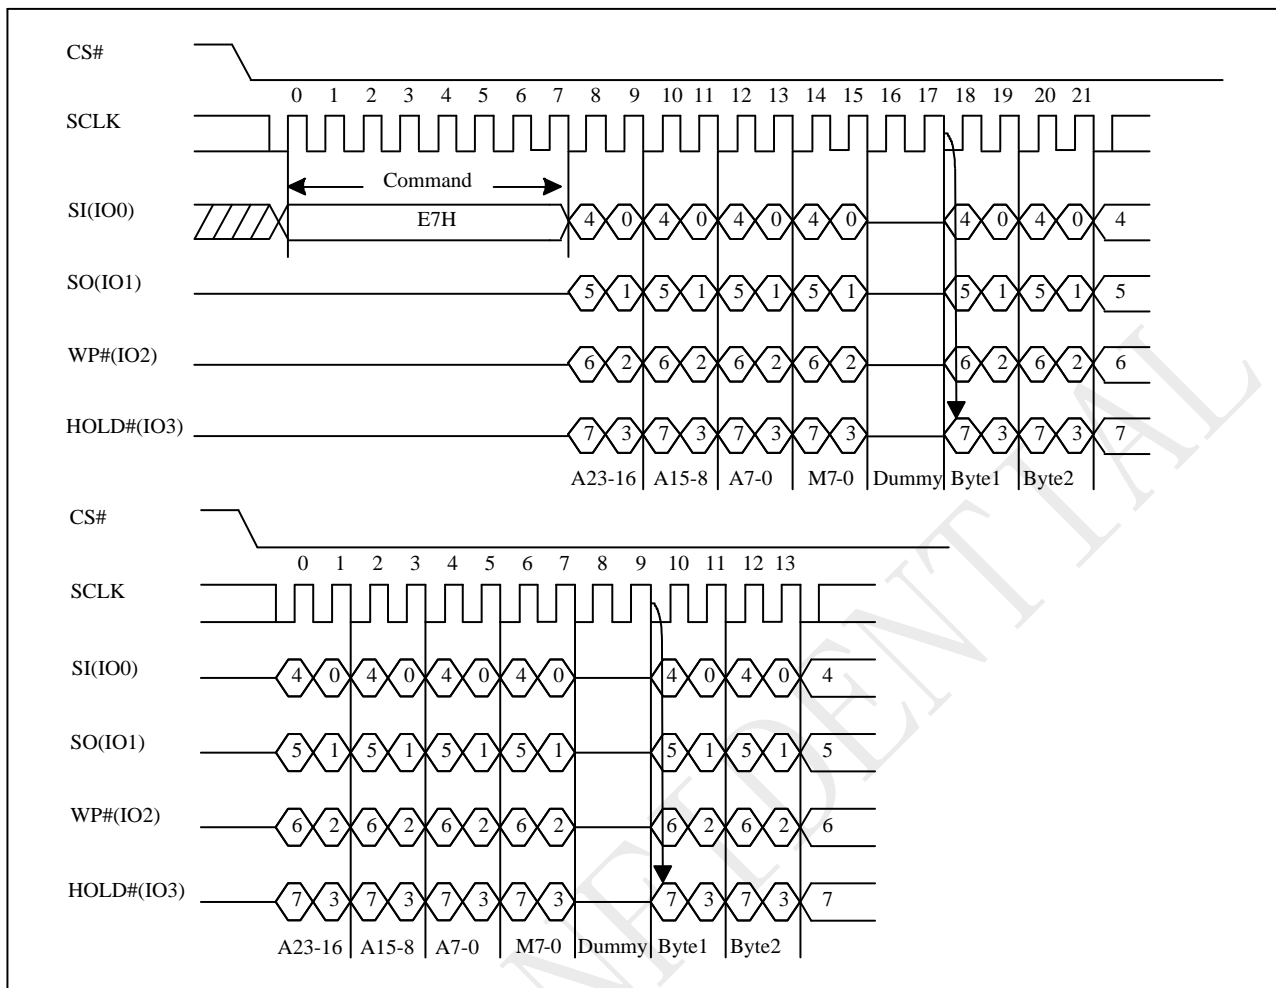 CS#
0 1 2 3 4 5 6 7 8 9 10 11 12 13 14 15 16 17 18 19 20 21
SCLK
Command
SI(IO0) E7H 4 0 4 0 4 0 4 0 4 0 4 0 4
SO(IO1) 5 1 5 1 5 1 5 1 5 1 5 1 5
WP#(IO2) 6 2 6 2 6 2 6 2 6 2 6 2 6
HOLD#(IO3) 7 3 7 3 7 3 7 3 7 3 7 3 7
A23-16 A15-8 A7-0 M7-0 Dummy Byte1 Byte2
CS#
0 1 2 3 4 5 6 7 8 9 10 11 12 13
SCLK
SI(IO0) 4 0 4 0 4 0 4 0 4 0 4 0 4
SO(IO1) 5 1 5 1 5 1 5 1 5 1 5 1 5
WP#(IO2) 6 2 6 2 6 2 6 2 6 2 6 2 6
HOLD#(IO3) 7 3 7 3 7 3 7 3 7 3 7 3 7
A23-16 A15-8 A7-0 M7-0 Dummy Byte1 Byte2
NFIDENTIAL